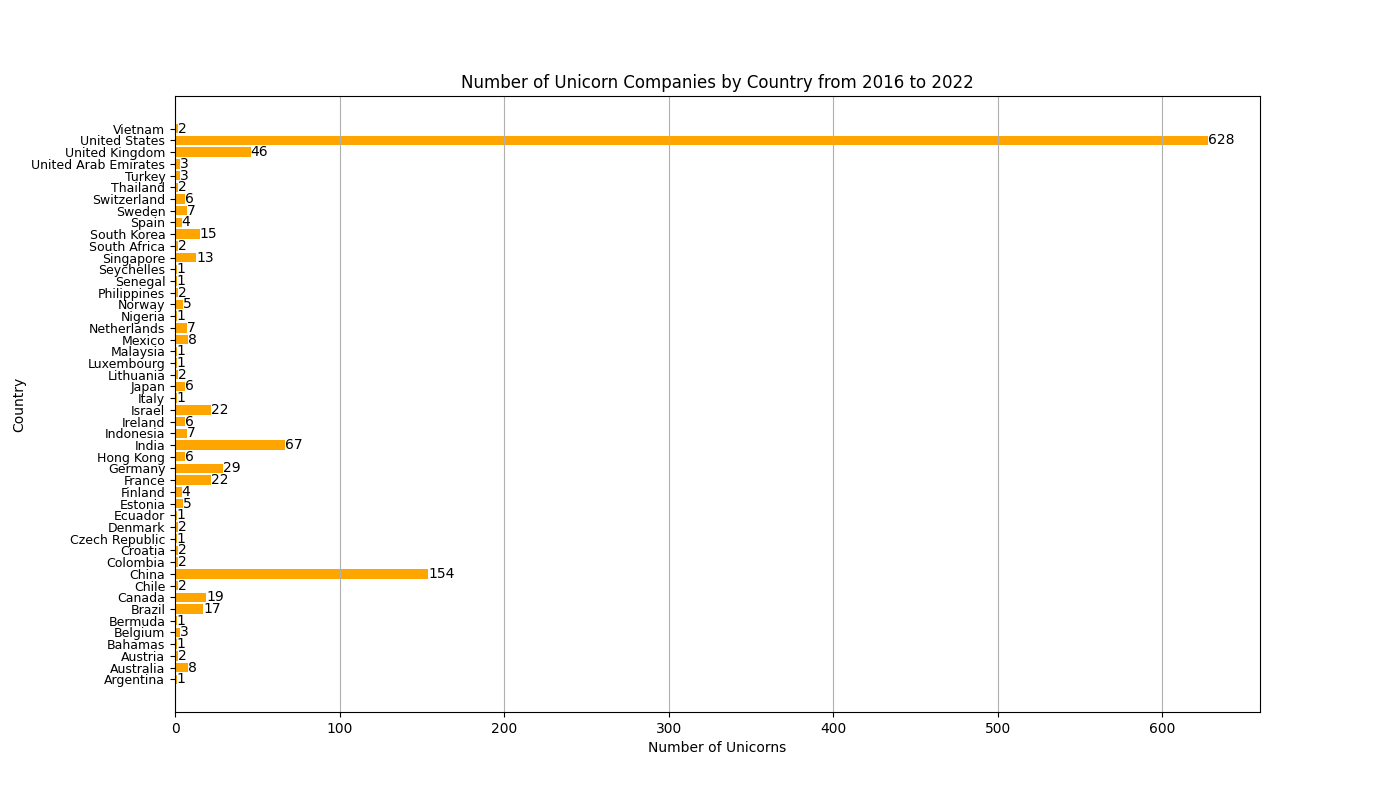 Number of Unicorn Companies by Country from 2016 to 2022
Country
Vietnam 2
United States 628
United Kingdom 46
United Arab Emirates 3
Turkey 3
Thailand 2
Switzerland 6
Sweden 7
Spain 4
South Korea 15
South Africa 2
Singapore 13
Seychelles 1
Senegal 1
Philippines 2
Norway 5
Nigeria 1
Netherlands 7
Mexico 8
Malaysia 1
Luxembourg 1
Lithuania 2
Japan 6
Italy 1
Israel 22
Ireland 6
Indonesia 7
India 67
Hong Kong 6
Germany 29
France 22
Finland 4
Estonia 5
Ecuador 1
Denmark 2
Czech Republic 1
Croatia 2
Colombia 2
China 154
Chile 2
Canada 19
Brazil 17
Bermuda 1
Belgium 3
Bahamas 1
Austria 2
Australia 8
Argentina 1
0 100 200 300 400 500 600
Number of Unicorns